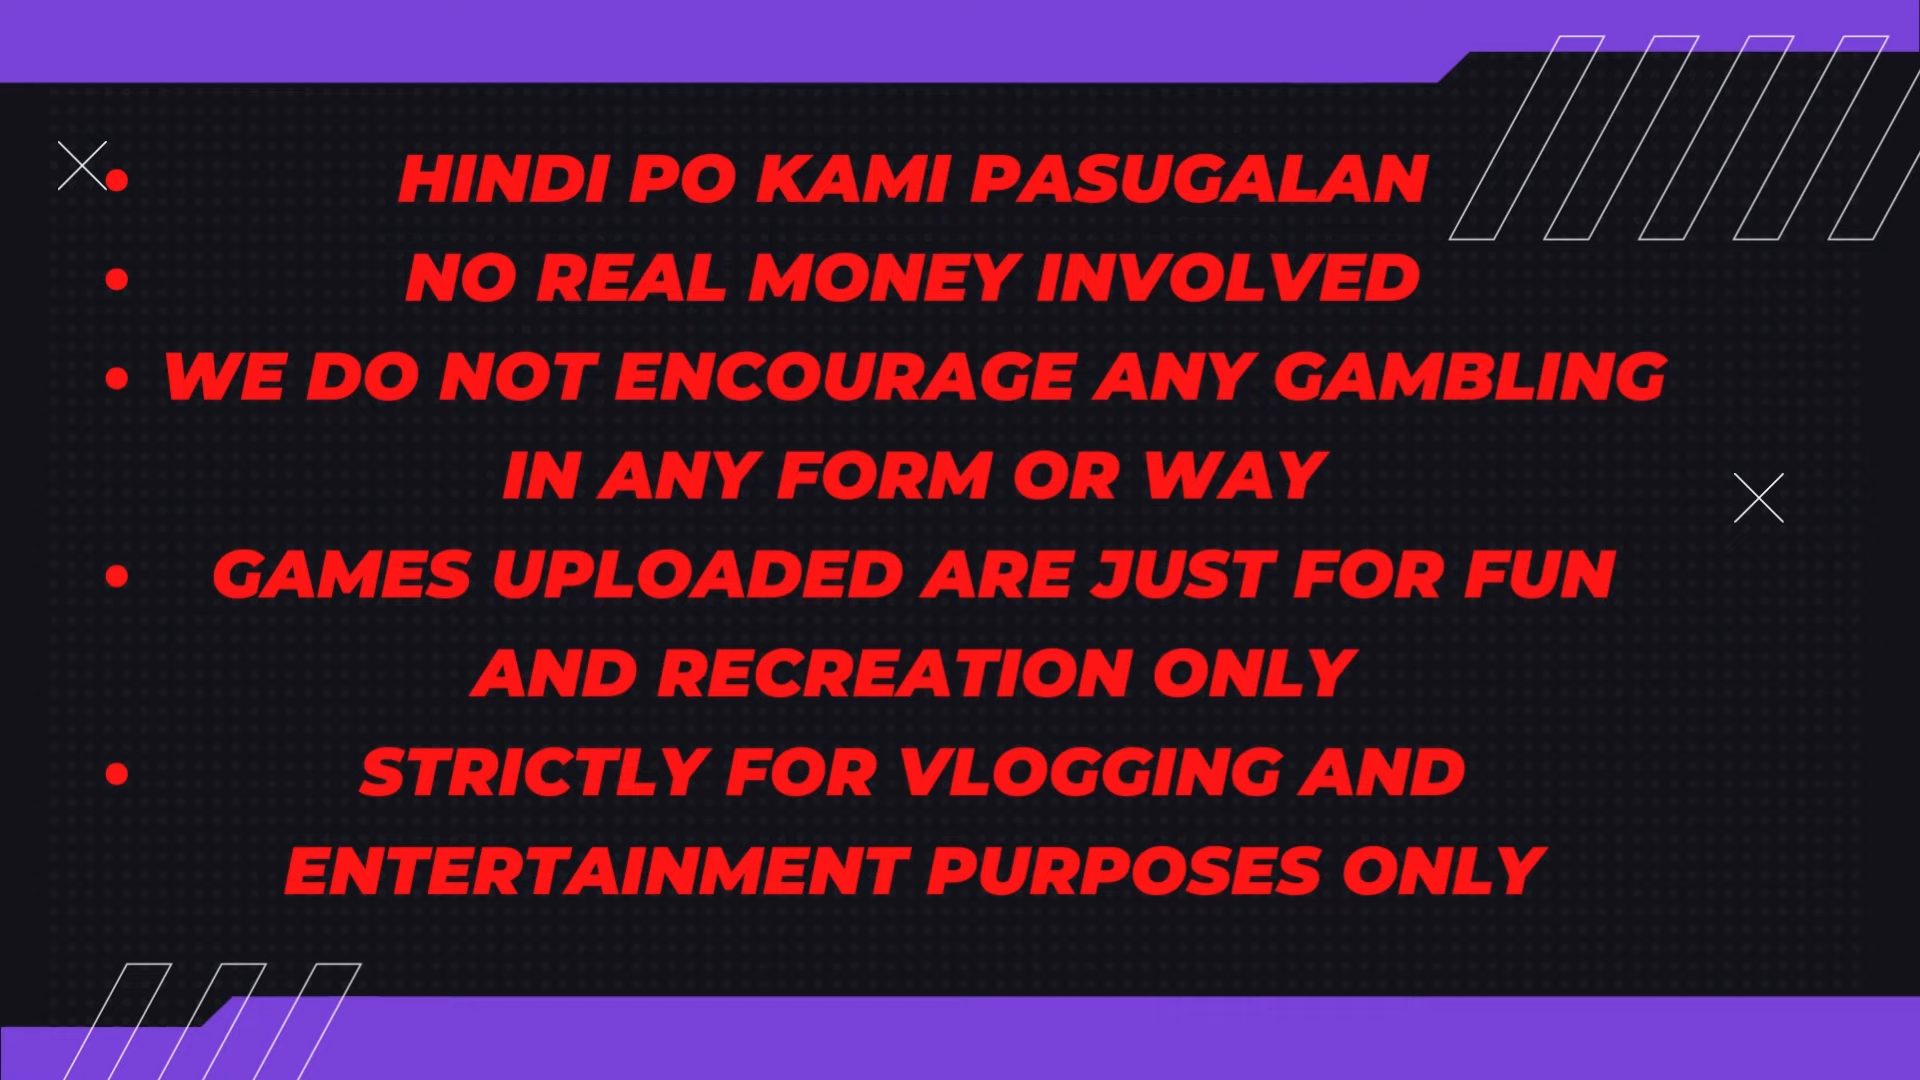 • HINDI PO KAMI PASUGALAN
• NO REAL MONEY INVOLVED
• WE DO NOT ENCOURAGE ANY GAMBLING
IN ANY FORM OR WAY
• GAMES UPLOADED ARE JUST FOR FUN
AND RECREATION ONLY
• STRICTLY FOR VLOGGING AND
ENTERTAINMENT PURPOSES ONLY